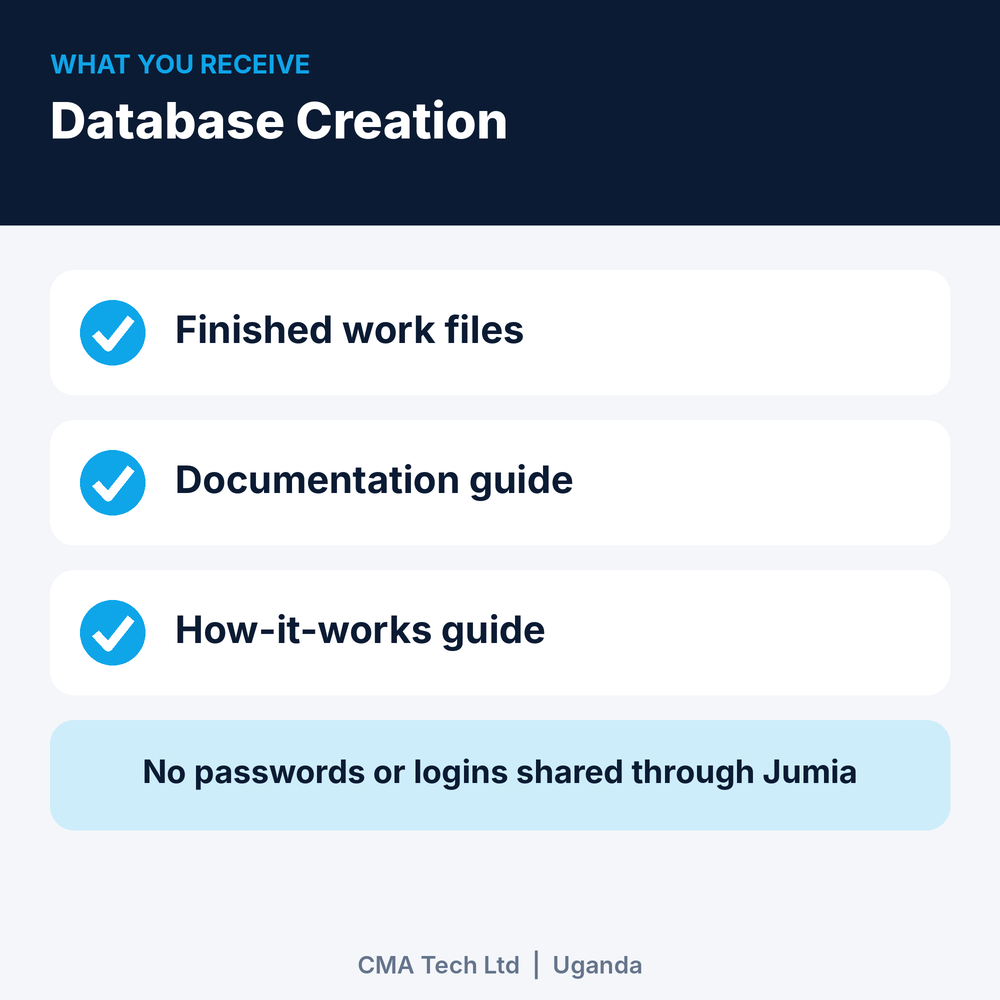 WHAT YOU RECEIVE
Database Creation
Finished work files
Documentation guide
How-it-works guide
No passwords or logins shared through Jumia
CMA Tech Ltd | Uganda